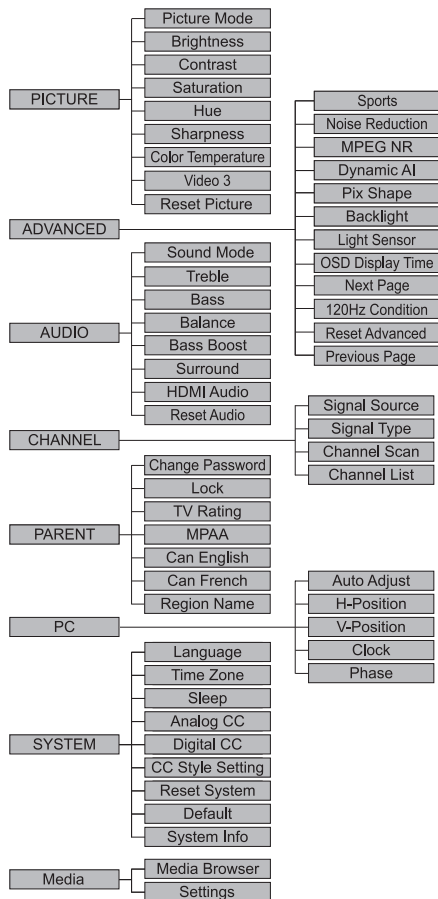 PICTURE
Picture Mode
Brightness
Contrast
Saturation
Hue
Sharpness
Color Temperature
Video 3
Reset Picture
ADVANCED
Sports
Noise Reduction
MPEG NR
Dynamic AI
Pix Shape
Backlight
Light Sensor
OSD Display Time
Next Page
120Hz Condition
Reset Advanced
Previous Page
AUDIO
Sound Mode
Treble
Bass
Balance
Bass Boost
Surround
HDMI Audio
Reset Audio
CHANNEL
Signal Source
Signal Type
Channel Scan
Channel List
PARENT
Change Password
Lock
TV Rating
MPAA
Can English
Can French
Region Name
PC
Auto Adjust
H-Position
V-Position
Clock
Phase
SYSTEM
Language
Time Zone
Sleep
Analog CC
Digital CC
CC Style Setting
Reset System
Default
System Info
Media
Media Browser
Settings